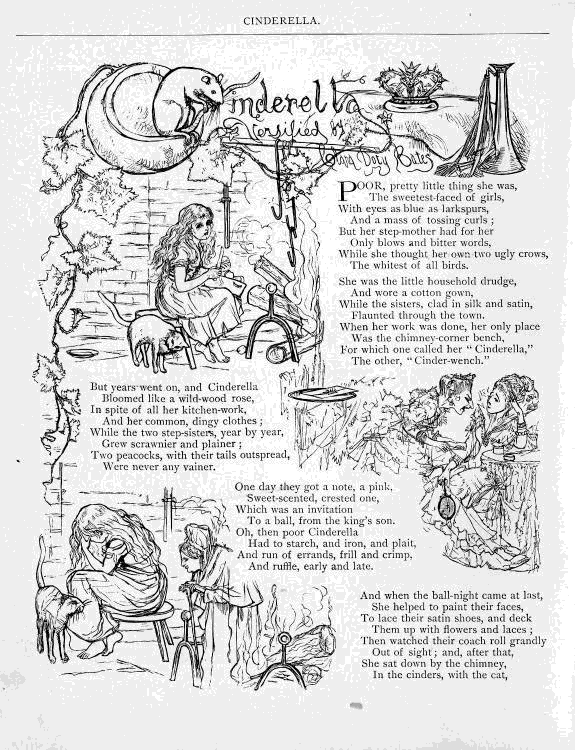 CINDERELLA.
Cinderella
Versified by
Clara Doty Bates
POOR, pretty little thing she was,
The sweetest-faced of girls,
With eyes as blue as larkspurs,
And a mass of tossing curls ;
But her step-mother had for her
Only blows and bitter words,
While she thought her own two ugly crows,
The whitest of all birds.
She was the little household drudge,
And wore a cotton gown,
While the sisters, clad in silk and satin,
Flaunted through the town.
When her work was done, her only place
Was the chimney-corner bench,
For which one called her " Cinderella,"
The other, " Cinder-wench."
But years went on, and Cinderella
Bloomed like a wild-wood rose,
In spite of all her kitchen-work,
And her common, dingy clothes ;
While the two step-sisters, year by year,
Grew scrawnier and plainer ;
Two peacocks, with their tails outspread,
Were never any vainer.
One day they got a note, a pink,
Sweet-scented, crested one,
Which was an invitation
To a ball, from the king's son.
Oh, then poor Cinderella
Had to starch, and iron, and plait,
And run of errands, frill and crimp,
And ruffle, early and late.
And when the ball-night came at last,
She helped to paint their faces,
To lace their satin shoes, and deck
Them up with flowers and laces ;
Then watched their coach roll grandly
Out of sight ; and, after that,
She sat down by the chimney,
In the cinders, with the cat,